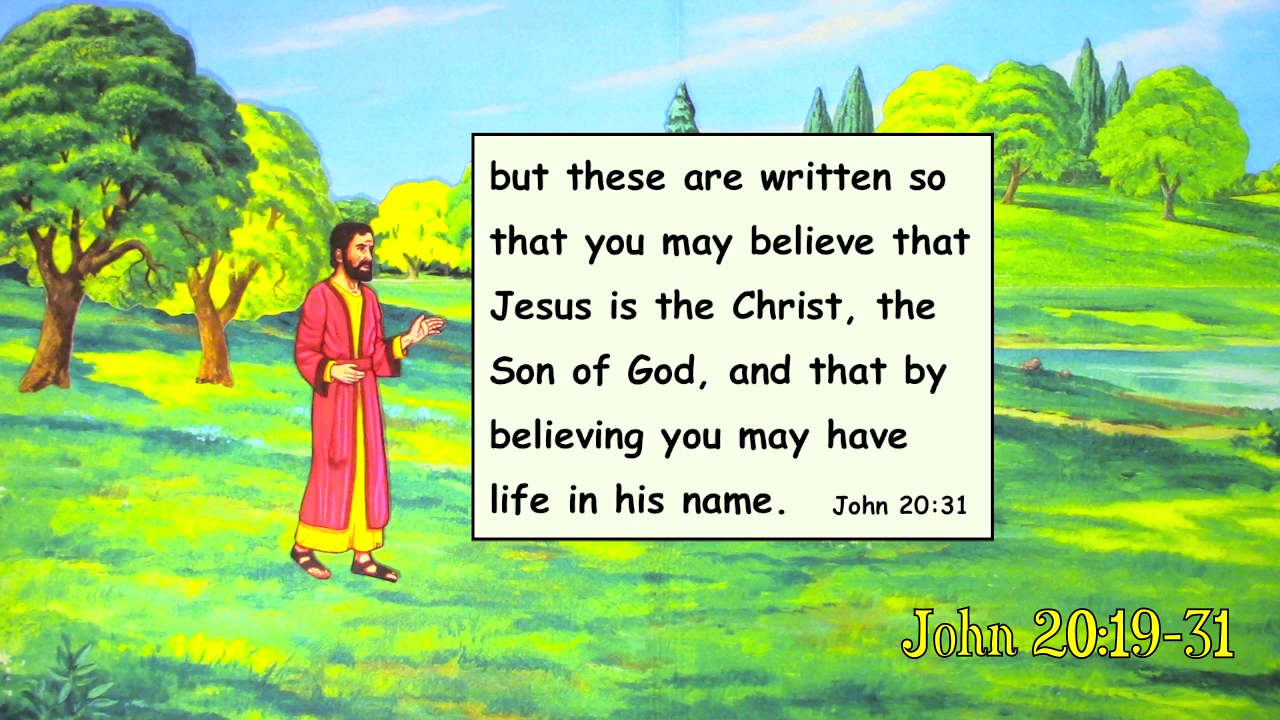 but these are written so
that you may believe that
Jesus is the Christ, the
Son of God, and that by
believing you may have
life in his name. John 20:31
John 20:19-31